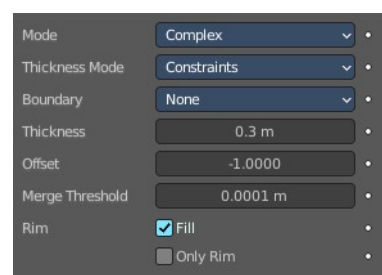 Mode Complex
Thickness Mode Constraints
Boundary None
Thickness 0.3 m
Offset -1.0000
Merge Threshold 0.0001 m
Rim Fill
Only Rim